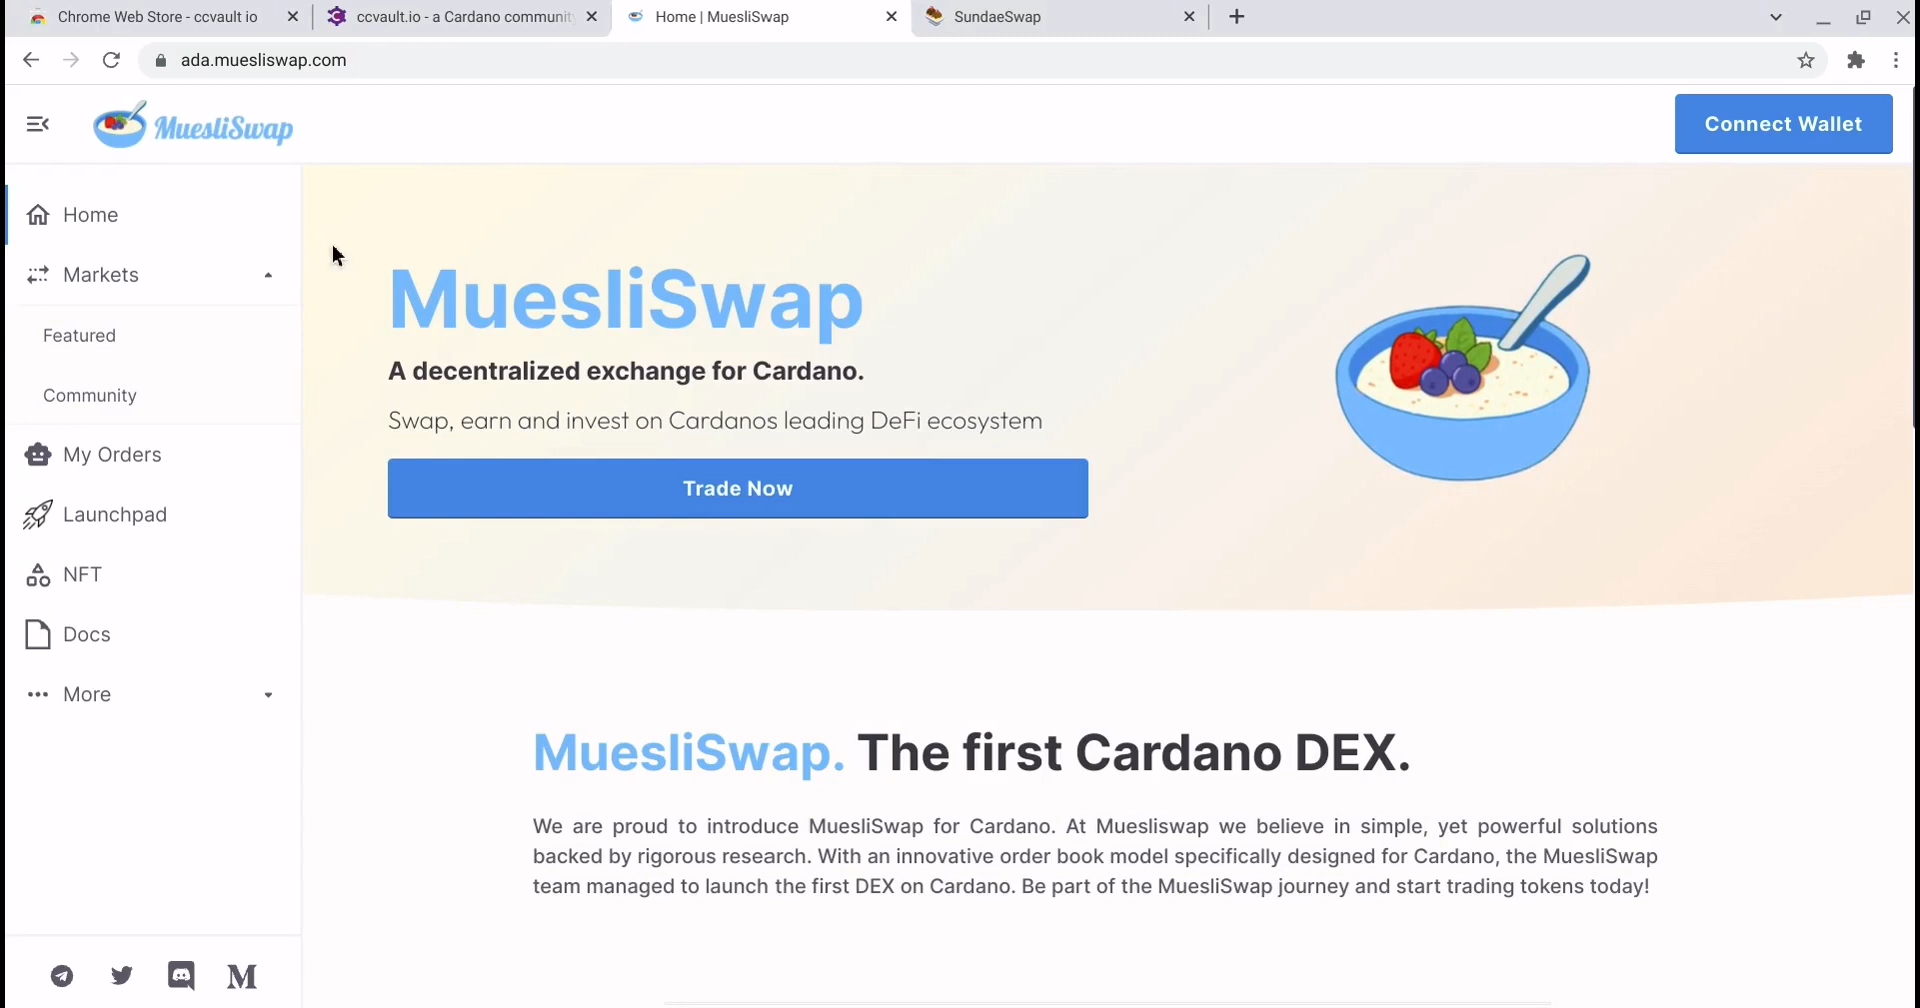 Chrome Web Store - ccvault io
ccvault.io - a Cardano community
Home | MuesliSwap
SundaeSwap
ada.muesliswap.com
MuesliSwap
Connect Wallet
Home
Markets
Featured
Community
My Orders
Launchpad
NFT
Docs
More
MuesliSwap
A decentralized exchange for Cardano.
Swap, earn and invest on Cardanos leading DeFi ecosystem
Trade Now
MuesliSwap. The first Cardano DEX.
We are proud to introduce MuesliSwap for Cardano. At Muesliswap we believe in simple, yet powerful solutions
backed by rigorous research. With an innovative order book model specifically designed for Cardano, the MuesliSwap
team managed to launch the first DEX on Cardano. Be part of the MuesliSwap journey and start trading tokens today!
M